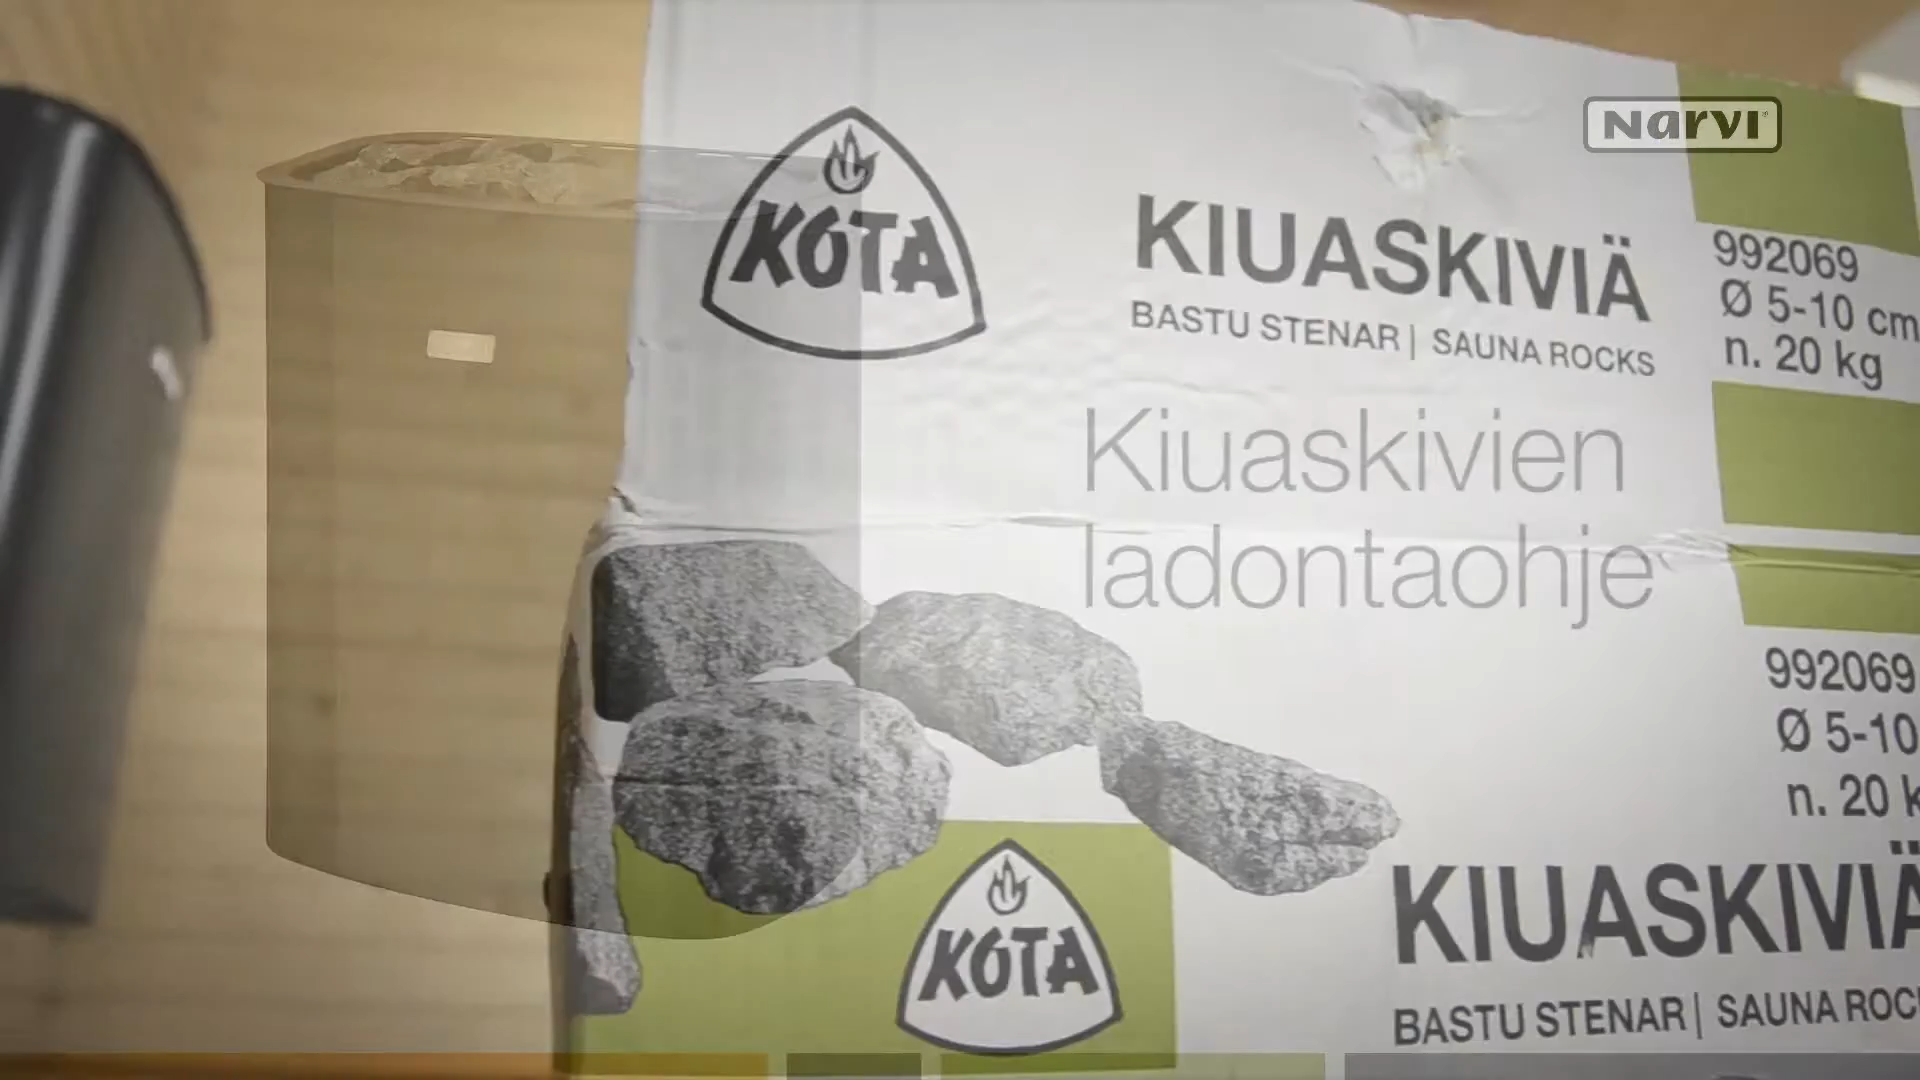 Narvi
KOTA
KIUASKIVIÄ
BASTU STENAR | SAUNA ROCKS
992069
Ø 5-10 cm
n. 20 kg
Kiuaskivien
ladontaohje
992069
Ø 5-10
n. 20 k
KOTA
KIUASKIVIÄ
BASTU STENAR | SAUNA ROC